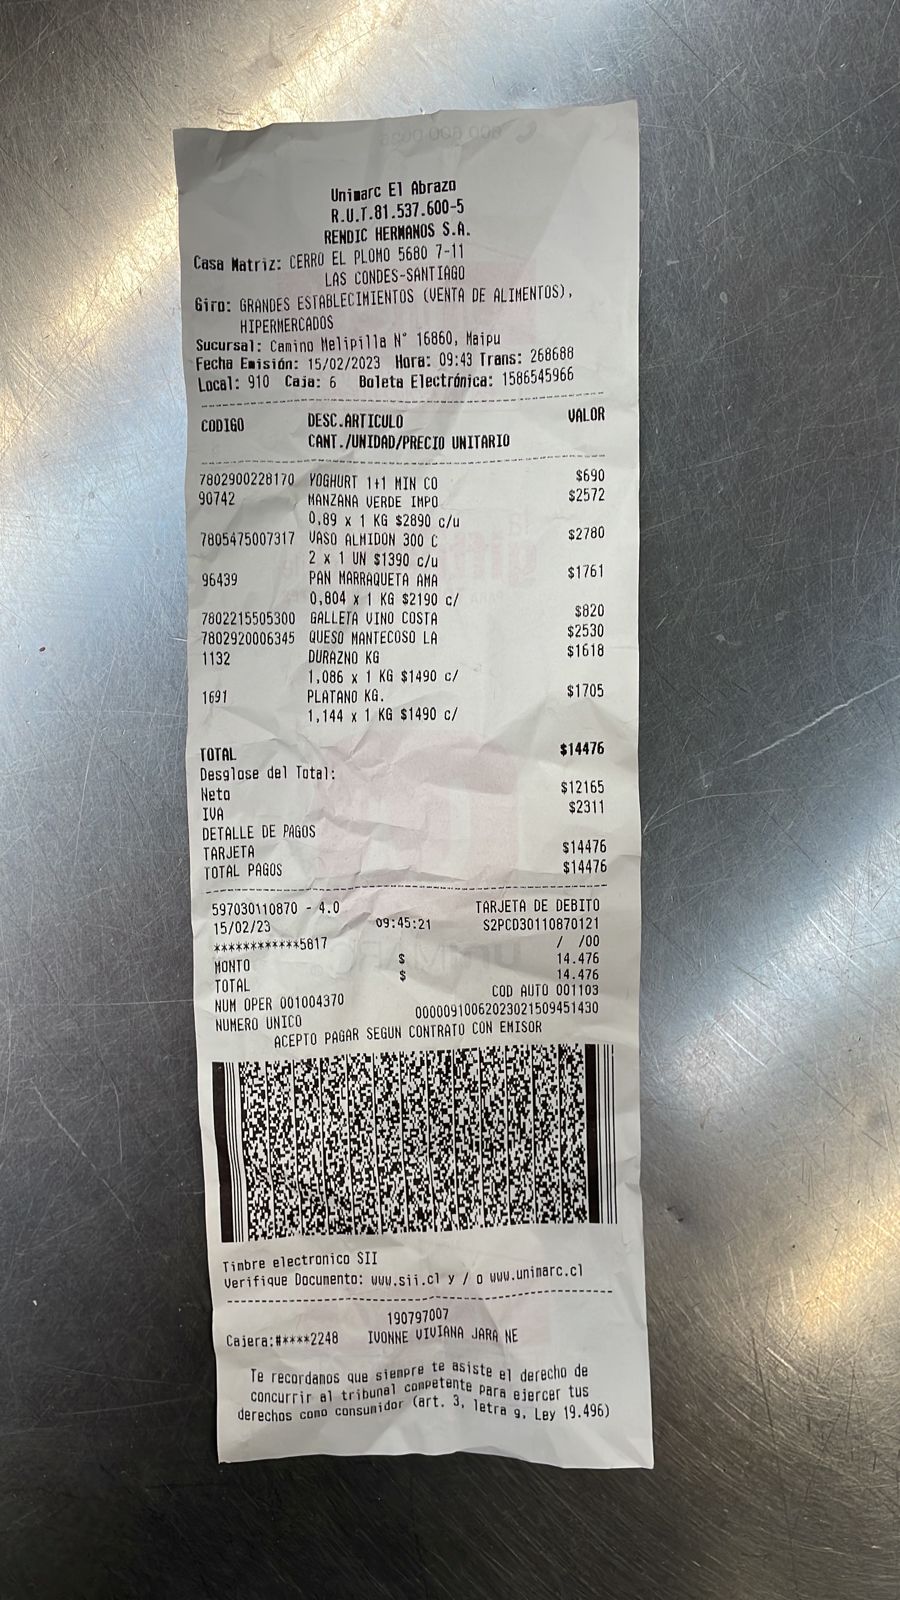 Unimarc El Abrazo
R.U.T.81.537.600-5
RENDIC HERMANOS S.A.
Casa Matriz: CERRO EL PLOMO 5680 7-11
LAS CONDES-SANTIAGO
Giro: GRANDES ESTABLECIMIENTOS (VENTA DE ALIMENTOS),
HIPERMERCADOS
Sucursal: Camino Melipilla N° 16860, Maipu
Fecha Emisión: 15/02/2023 Hora: 09:43 Trans: 268688
Local: 910 Caja: 6 Boleta Electrónica: 1586545966
CODIGO DESC.ARTICULO VALOR
CANT./UNIDAD/PRECIO UNITARIO
7802900228170 YOGHURT 1+1 MIN CO $690
90742 MANZANA VERDE IMPO $2572
0,89 x 1 KG $2890 c/u
7805475007317 VASO ALMIDON 300 C $2780
2 x 1 UN $1390 c/u
96439 PAN MARRAQUETA AMA $1761
0,804 x 1 KG $2190 c/
7802215505300 GALLETA VINO COSTA $820
7802920006345 QUESO MANTECOSO LA $2530
1132 DURAZNO KG $1618
1,086 x 1 KG $1490 c/
1691 PLATANO KG. $1705
1,144 x 1 KG $1490 c/
TOTAL $14476
Desglose del Total:
Neto $12165
IVA $2311
DETALLE DE PAGOS
TARJETA $14476
TOTAL PAGOS $14476
597030110870 - 4.0 TARJETA DE DEBITO
15/02/23 09:45:21 S2PCD30110870121
************5817 / /00
MONTO $ 14.476
TOTAL $ 14.476
NUM OPER 001004370 COD AUTO 001103
NUMERO UNICO 00000910062023021509451430
ACEPTO PAGAR SEGUN CONTRATO CON EMISOR
Timbre electronico SII
Verifique Documento: www.sii.cl y / o www.unimarc.cl
190797007
Cajera:#****2248 IVONNE VIVIANA JARA NE
Te recordamos que siempre te asiste el derecho de
concurrir al tribunal competente para ejercer tus
derechos como consumidor (art. 3, letra g, Ley 19.496)